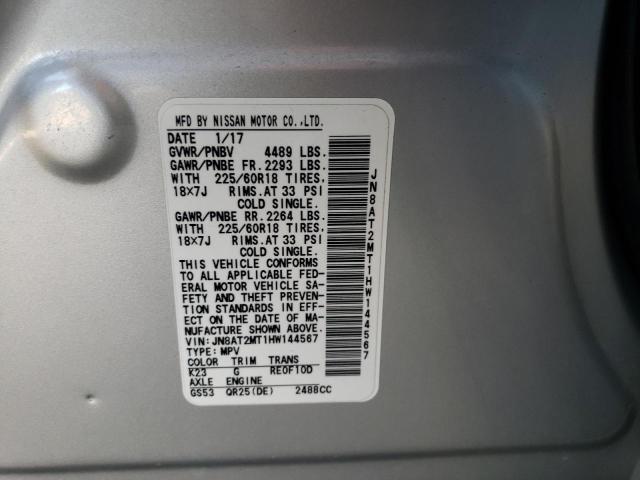 MFD BY NISSAN MOTOR CO.,LTD.
DATE 1/17
GVWR/PNBV 4489 LBS.
GAWR/PNBE FR. 2293 LBS.
WITH 225/60R18 TIRES,
18×7J RIMS. AT 33 PSI
COLD SINGLE.
GAWR/PNBE RR. 2264 LBS.
WITH 225/60R18 TIRES,
18×7J RIMS. AT 33 PSI
COLD SINGLE.
THIS VEHICLE CONFORMS
TO ALL APPLICABLE FED-
ERAL MOTOR VEHICLE SA-
FETY AND THEFT PREVEN-
TION STANDARDS IN EFF-
ECT ON THE DATE OF MA-
NUFACTURE SHOWN ABOVE.
VIN:JN8AT2MT1HW144567
TYPE:MPV
COLOR TRIM TRANS
K23 G RE0F10D
AXLE ENGINE
GS53 QR25(DE) 2488CC
JN8AT2MT1HW144567